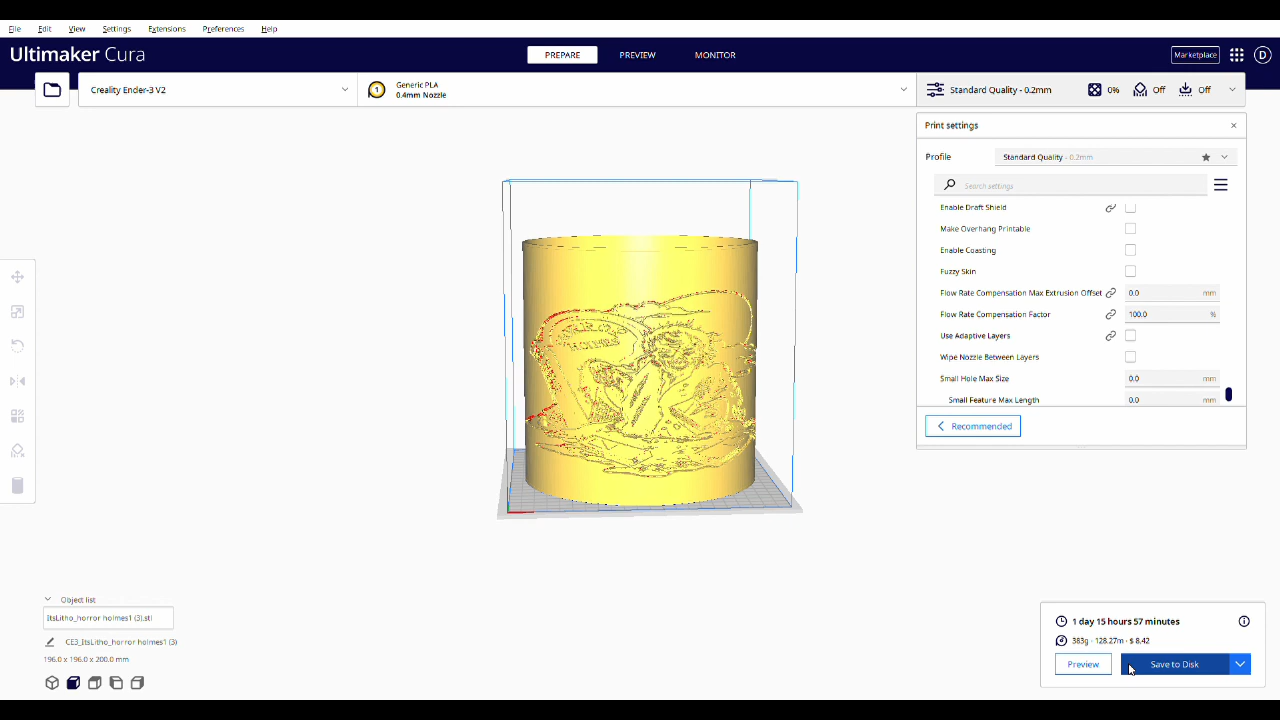 File Edit View Settings Extensions Preferences Help
Ultimaker Cura
PREPARE PREVIEW MONITOR
Marketplace D
Creality Ender-3 V2
1 Generic PLA
0.4mm Nozzle
Standard Quality - 0.2mm 0% Off Off
Print settings
Profile Standard Quality - 0.2mm
Search settings
Enable Draft Shield
Make Overhang Printable
Enable Coasting
Fuzzy Skin
Flow Rate Compensation Max Extrusion Offset 0.0 mm
Flow Rate Compensation Factor 100.0 %
Use Adaptive Layers
Wipe Nozzle Between Layers
Small Hole Max Size 0.0 mm
Small Feature Max Length 0.0 mm
Recommended
Object list
ItsLitho_horror holmes1 (3).stl
CE3_ItsLitho_horror holmes1 (3)
196.0 x 196.0 x 200.0 mm
1 day 15 hours 57 minutes
383g · 128.27m · $ 8.42
Preview Save to Disk